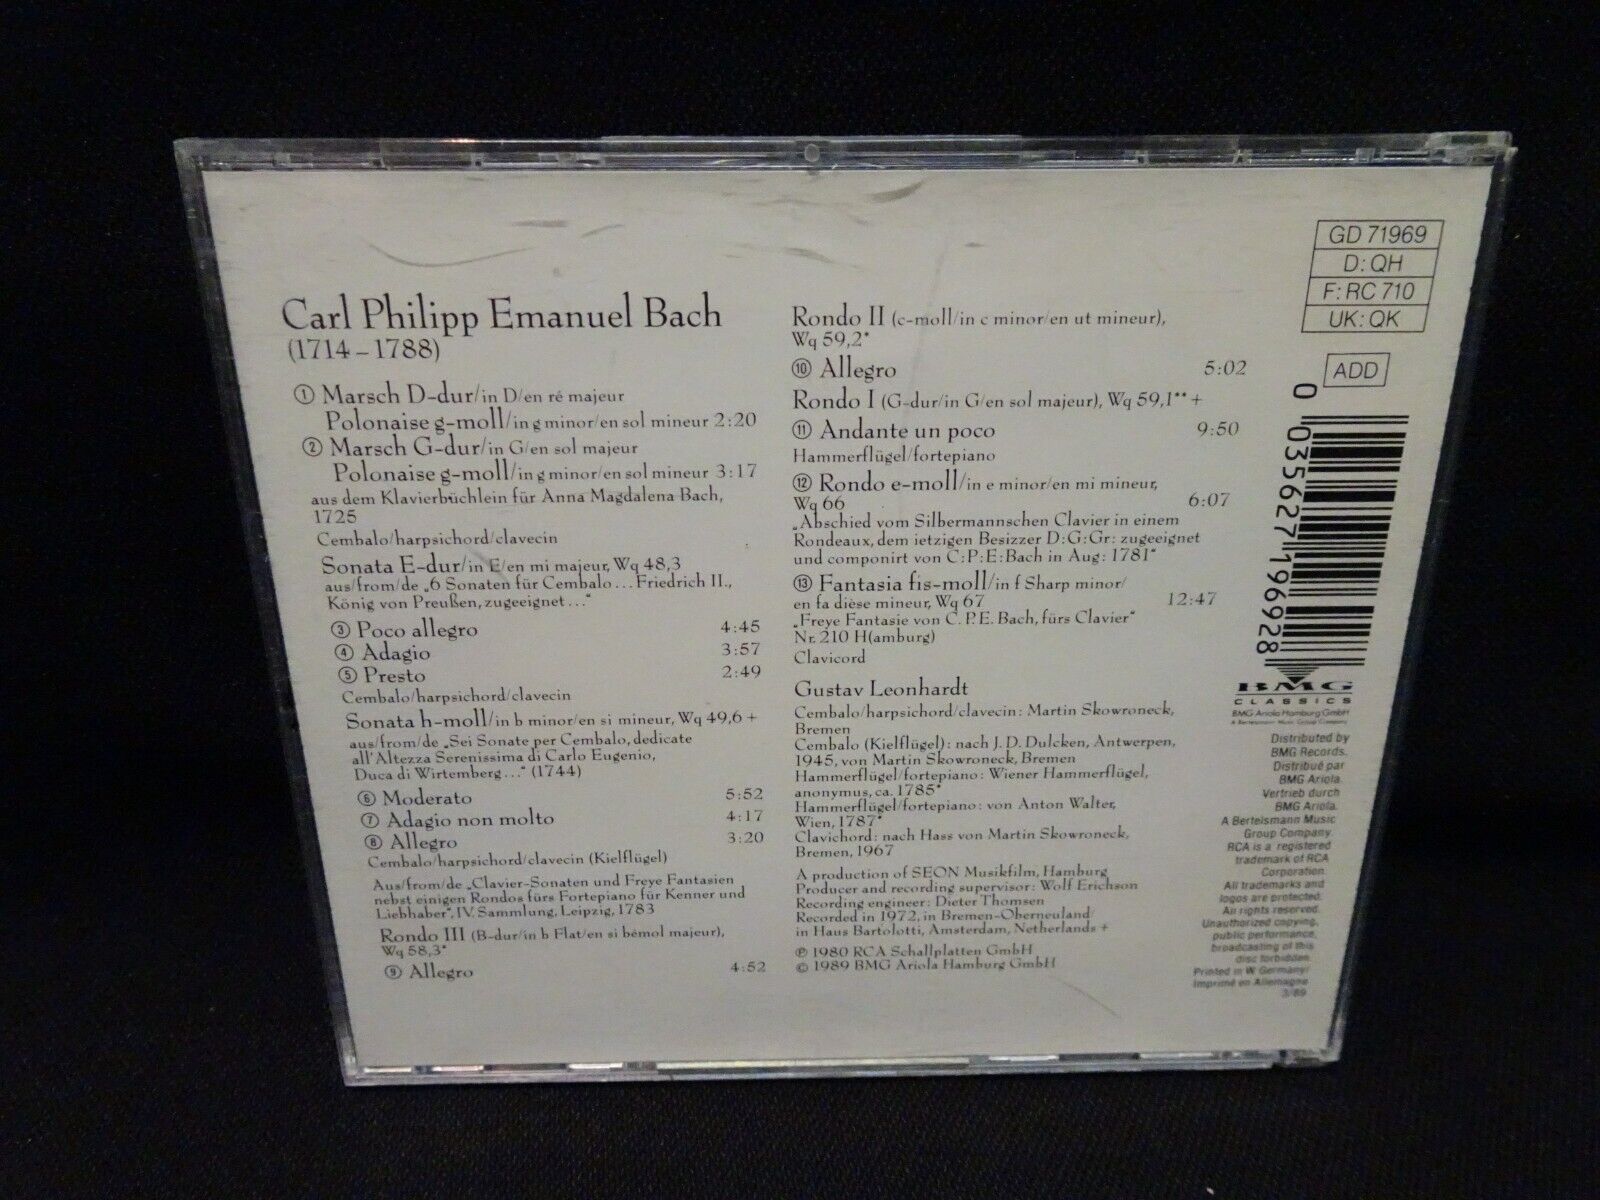 Carl Philipp Emanuel Bach
(1714–1788)
① Marsch D-dur/in D/en ré majeur
Polonaise g-moll/in g minor/en sol mineur 2:20
② Marsch G-dur/in G/en sol majeur
Polonaise g-moll/in g minor/en sol mineur 3:17
aus dem Klavierbüchlein für Anna Magdalena Bach,
1725
Cembalo/harpsichord/clavecin
Sonata E-dur/in E/en mi majeur, Wq 48,3
aus/from/de „6 Sonaten für Cembalo ... Friedrich II.,
König von Preußen, zugeeignet ..."
③ Poco allegro 4:45
④ Adagio 3:57
⑤ Presto 2:49
Cembalo/harpsichord/clavecin
Sonata h-moll/in b minor/en si mineur, Wq 49,6 +
aus/from/de „Sei Sonate per Cembalo, dedicate
all'Altezza Serenissima di Carlo Eugenio,
Duca di Wirtemberg ..." (1744)
⑥ Moderato 5:52
⑦ Adagio non molto 4:17
⑧ Allegro 3:20
Cembalo/harpsichord/clavecin (Kielflügel)
Aus/from/de „Clavier-Sonaten und Freye Fantasien
nebst einigen Rondos fürs Fortepiano für Kenner und
Liebhaber", IV. Sammlung, Leipzig, 1783
Rondo III (B-dur/in b Flat/en si bémol majeur),
Wq 58,3*
⑨ Allegro 4:52
Rondo II (c-moll/in c minor/en ut mineur),
Wq 59,2*
⑩ Allegro 5:02
Rondo I (G-dur/in G/en sol majeur), Wq 59,1** +
⑪ Andante un poco 9:50
Hammerflügel/fortepiano
⑫ Rondo e-moll/in e minor/en mi mineur,
Wq 66 6:07
„Abschied vom Silbermannschen Clavier in einem
Rondeaux, dem ietzigen Besizzer D:G:Gr: zugeeignet
und componirt von C:P:E:Bach in Aug: 1781"
⑬ Fantasia fis-moll/in f Sharp minor/
en fa dièse mineur, Wq 67 12:47
„Freye Fantasie von C. P. E. Bach, fürs Clavier"
Nr. 210 H(amburg)
Clavicord
Gustav Leonhardt
Cembalo/harpsichord/clavecin: Martin Skowroneck,
Bremen
Cembalo (Kielflügel): nach J. D. Dulcken, Antwerpen,
1945, von Martin Skowroneck, Bremen
Hammerflügel/fortepiano: Wiener Hammerflügel,
anonymus, ca. 1785*
Hammerflügel/fortepiano: von Anton Walter,
Wien, 1787*
Clavichord: nach Hass von Martin Skowroneck,
Bremen, 1967
A production of SEON Musikfilm, Hamburg
Producer and recording supervisor: Wolf Erichson
Recording engineer: Dieter Thomsen
Recorded in 1972, in Bremen-Oberneuland/
in Haus Bartolotti, Amsterdam, Netherlands +
℗ 1980 RCA Schallplatten GmbH
© 1989 BMG Ariola Hamburg GmbH
GD 71969
D: QH
F: RC 710
UK: QK
ADD
0 035627 196928
BMG
CLASSICS
BMG Ariola Hamburg GmbH
A Bertelsmann Music Group Company
Distributed by
BMG Records.
Distribué par
BMG Ariola.
Vertrieb durch
BMG Ariola.
A Bertelsmann Music
Group Company.
RCA is a registered
trademark of RCA
Corporation.
All trademarks and
logos are protected.
All rights reserved.
Unauthorized copying,
public performance,
broadcasting of this
disc forbidden.
Printed in W. Germany/
Imprimé en Allemagne
3/89